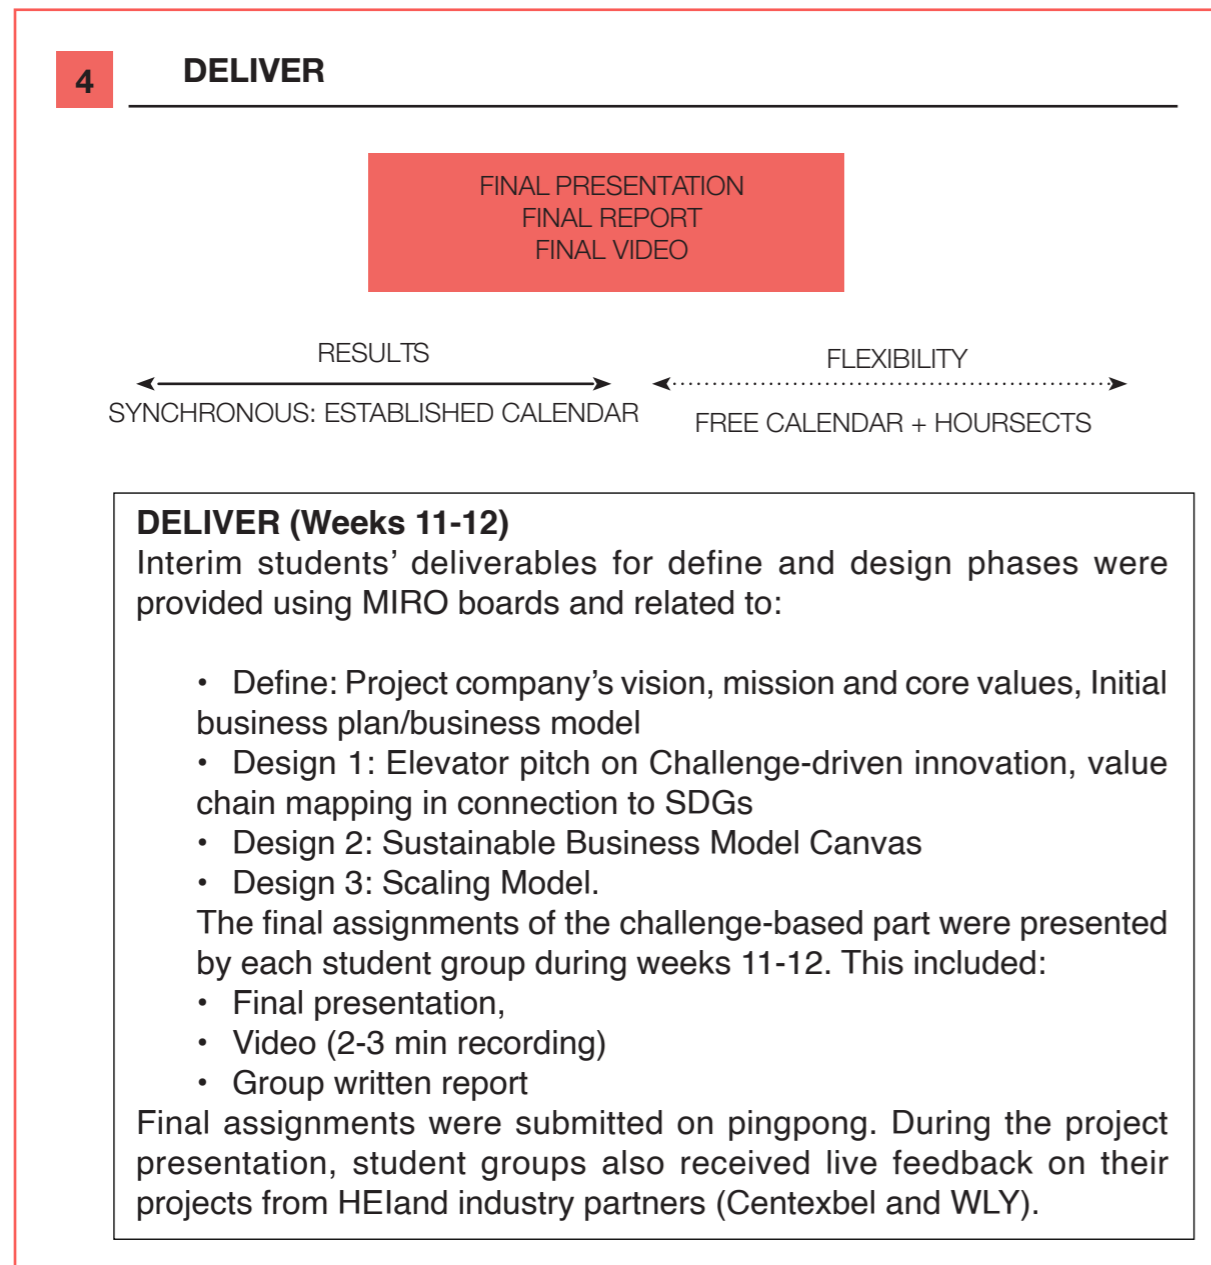 4 DELIVER
FINAL PRESENTATION
FINAL REPORT
FINAL VIDEO
RESULTS
SYNCHRONOUS: ESTABLISHED CALENDAR
FLEXIBILITY
FREE CALENDAR + HOURSECTS
DELIVER (Weeks 11-12)
Interim students’ deliverables for define and design phases were
provided using MIRO boards and related to:
• Define: Project company’s vision, mission and core values, Initial
business plan/business model
• Design 1: Elevator pitch on Challenge-driven innovation, value
chain mapping in connection to SDGs
• Design 2: Sustainable Business Model Canvas
• Design 3: Scaling Model.
The final assignments of the challenge-based part were presented
by each student group during weeks 11-12. This included:
• Final presentation,
• Video (2-3 min recording)
• Group written report
Final assignments were submitted on pingpong. During the project
presentation, student groups also received live feedback on their
projects from HEIand industry partners (Centexbel and WLY).